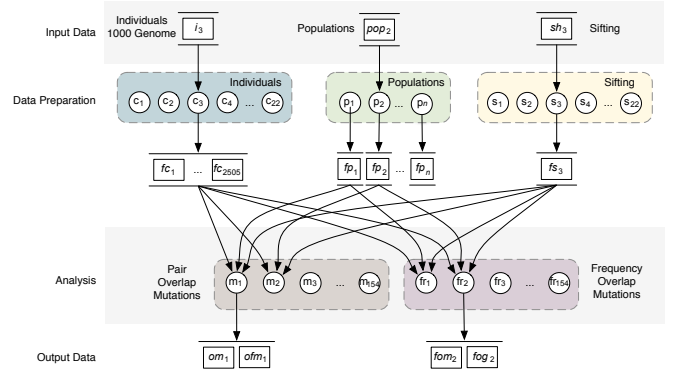 Input Data
Individuals
1000 Genome
i3
Populations
pop2
sh3
Sifting
Data Preparation
Individuals
c1 c2 c3 c4 ... c22
Populations
p1 p2 ... pn
Sifting
s1 s2 s3 s4 ... s22
fc1 ... fc2505
fp1 fp2 ... fpn
fs3
Analysis
Pair
Overlap
Mutations
m1 m2 m3 ... m154
fr1 fr2 fr3 ... fr154
Frequency
Overlap
Mutations
Output Data
om1 ofm1
fom2 fog2